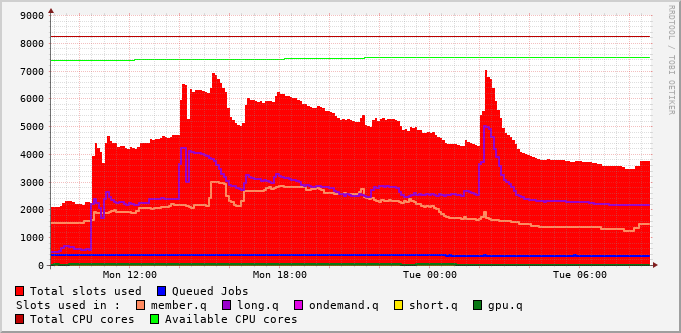 9000
8000
7000
6000
5000
4000
3000
2000
1000
0
Mon 12:00 Mon 18:00 Tue 00:00 Tue 06:00
RRDTOOL / TOBI OETIKER
Total slots used Queued Jobs
Slots used in : member.q long.q ondemand.q short.q gpu.q
Total CPU cores Available CPU cores